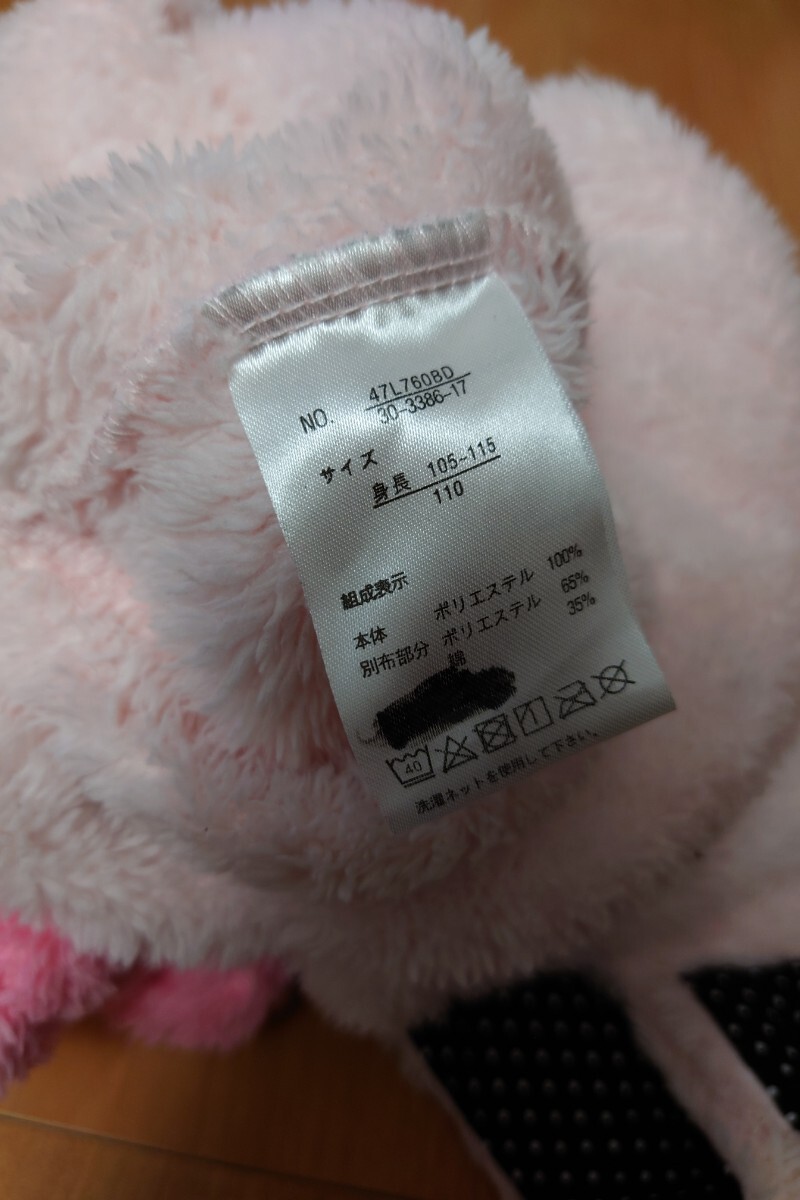 NO. 47L760BD
30-3386-17
サイズ
身長 105~115
110
組成表示
本体 ポリエステル 100%
別布部分 ポリエステル 65%
綿 35%
40
洗濯ネットを使用して下さい。